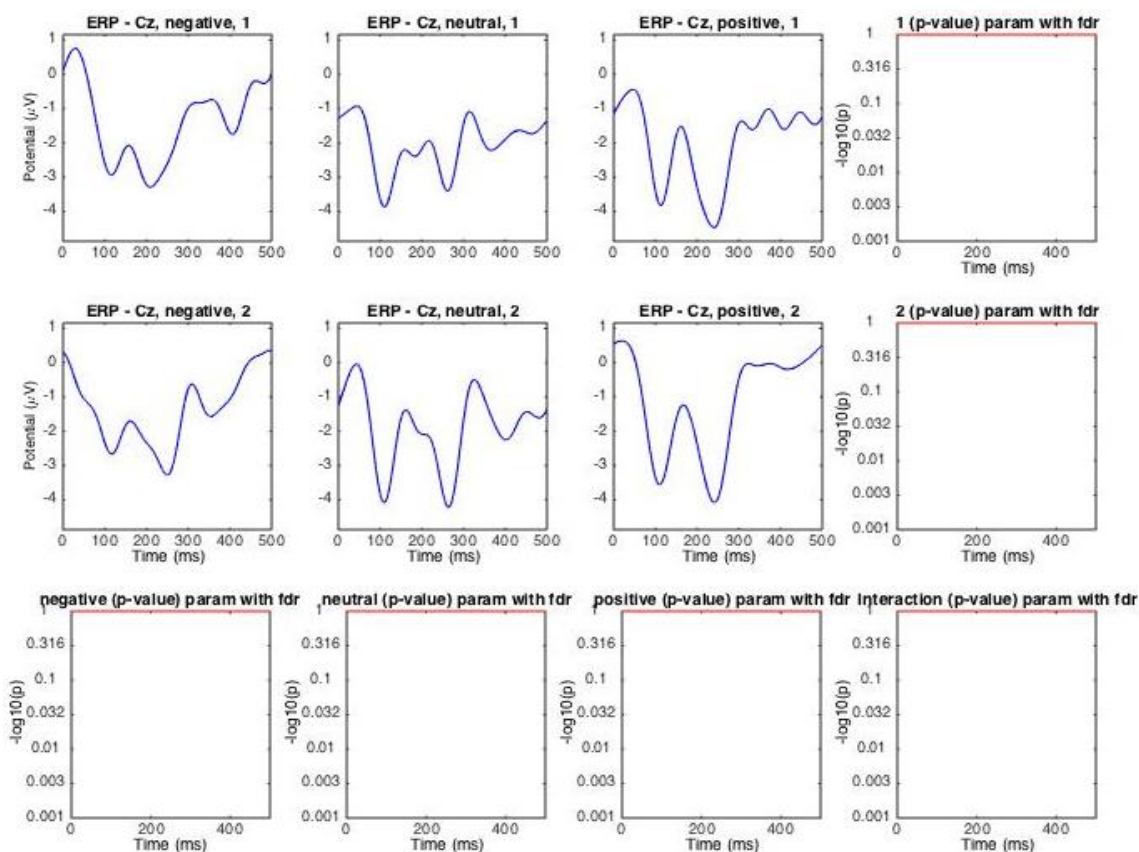 ERP - Cz, negative, 1
ERP - Cz, neutral, 1
ERP - Cz, positive, 1
1 (p-value) param with fdr
Potential (μV)
1
0
-1
-2
-3
-4
0 100 200 300 400 500
1
0
-1
-2
-3
-4
0 100 200 300 400 500
1
0
-1
-2
-3
-4
0 100 200 300 400 500
-log10(p)
1
0.316
0.1
0.032
0.01
0.003
0.001
200 400
Time (ms)
ERP - Cz, negative, 2
ERP - Cz, neutral, 2
ERP - Cz, positive, 2
2 (p-value) param with fdr
Potential (μV)
1
0
-1
-2
-3
-4
0 100 200 300 400 500
Time (ms)
1
0
-1
-2
-3
-4
0 100 200 300 400 500
Time (ms)
1
0
-1
-2
-3
-4
0 100 200 300 400 500
Time (ms)
-log10(p)
1
0.316
0.1
0.032
0.01
0.003
0.001
200 400
Time (ms)
negative (p-value) param with fdr
neutral (p-value) param with fdr
positive (p-value) param with fdr
Interaction (p-value) param with fdr
-log10(p)
1
0.316
0.1
0.032
0.01
0.003
0.001
0 200 400
Time (ms)
-log10(p)
1
0.316
0.1
0.032
0.01
0.003
0.001
0 200 400
Time (ms)
-log10(p)
1
0.316
0.1
0.032
0.01
0.003
0.001
0 200 400
Time (ms)
-log10(p)
1
0.316
0.1
0.032
0.01
0.003
0.001
200 400
Time (ms)